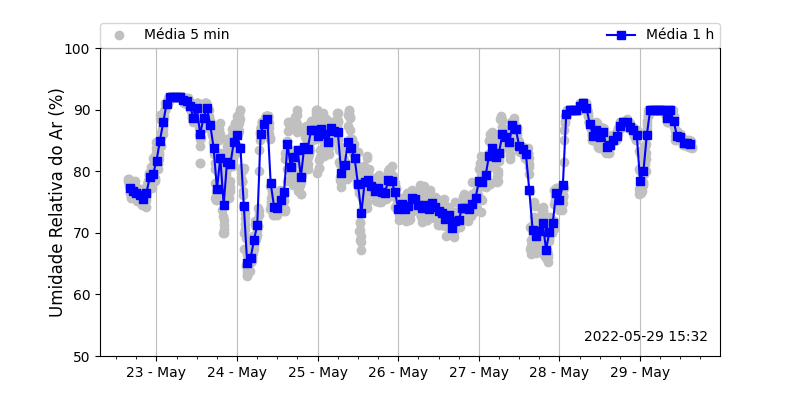 Média 5 min
Média 1 h
100
90
80
70
60
50
Umidade Relativa do Ar (%)
2022-05-29 15:32
23 - May
24 - May
25 - May
26 - May
27 - May
28 - May
29 - May